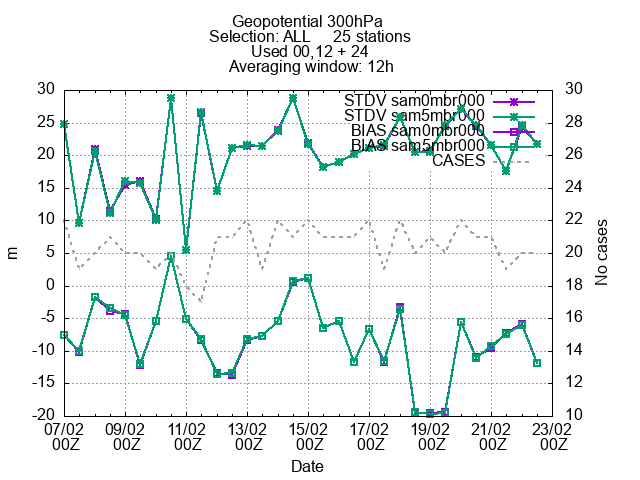 Geopotential 300hPa
Selection: ALL 25 stations
Used 00,12 + 24
Averaging window: 12h
STDV sam0mbr000
STDV sam5mbr000
BIAS sam0mbr000
BIAS sam5mbr000
CASES
30
25
20
15
10
5
0
-5
-10
-15
-20
m
30
28
26
24
22
20
18
16
14
12
10
No cases
07/02 09/02 11/02 13/02 15/02 17/02 19/02 21/02 23/02
00Z 00Z 00Z 00Z 00Z 00Z 00Z 00Z 00Z
Date